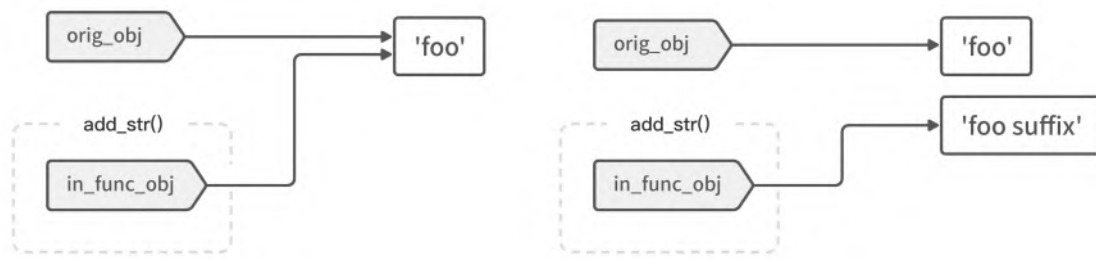 orig_obj
'foo'
add_str()
in_func_obj
orig_obj
'foo'
add_str()
'foo suffix'
in_func_obj